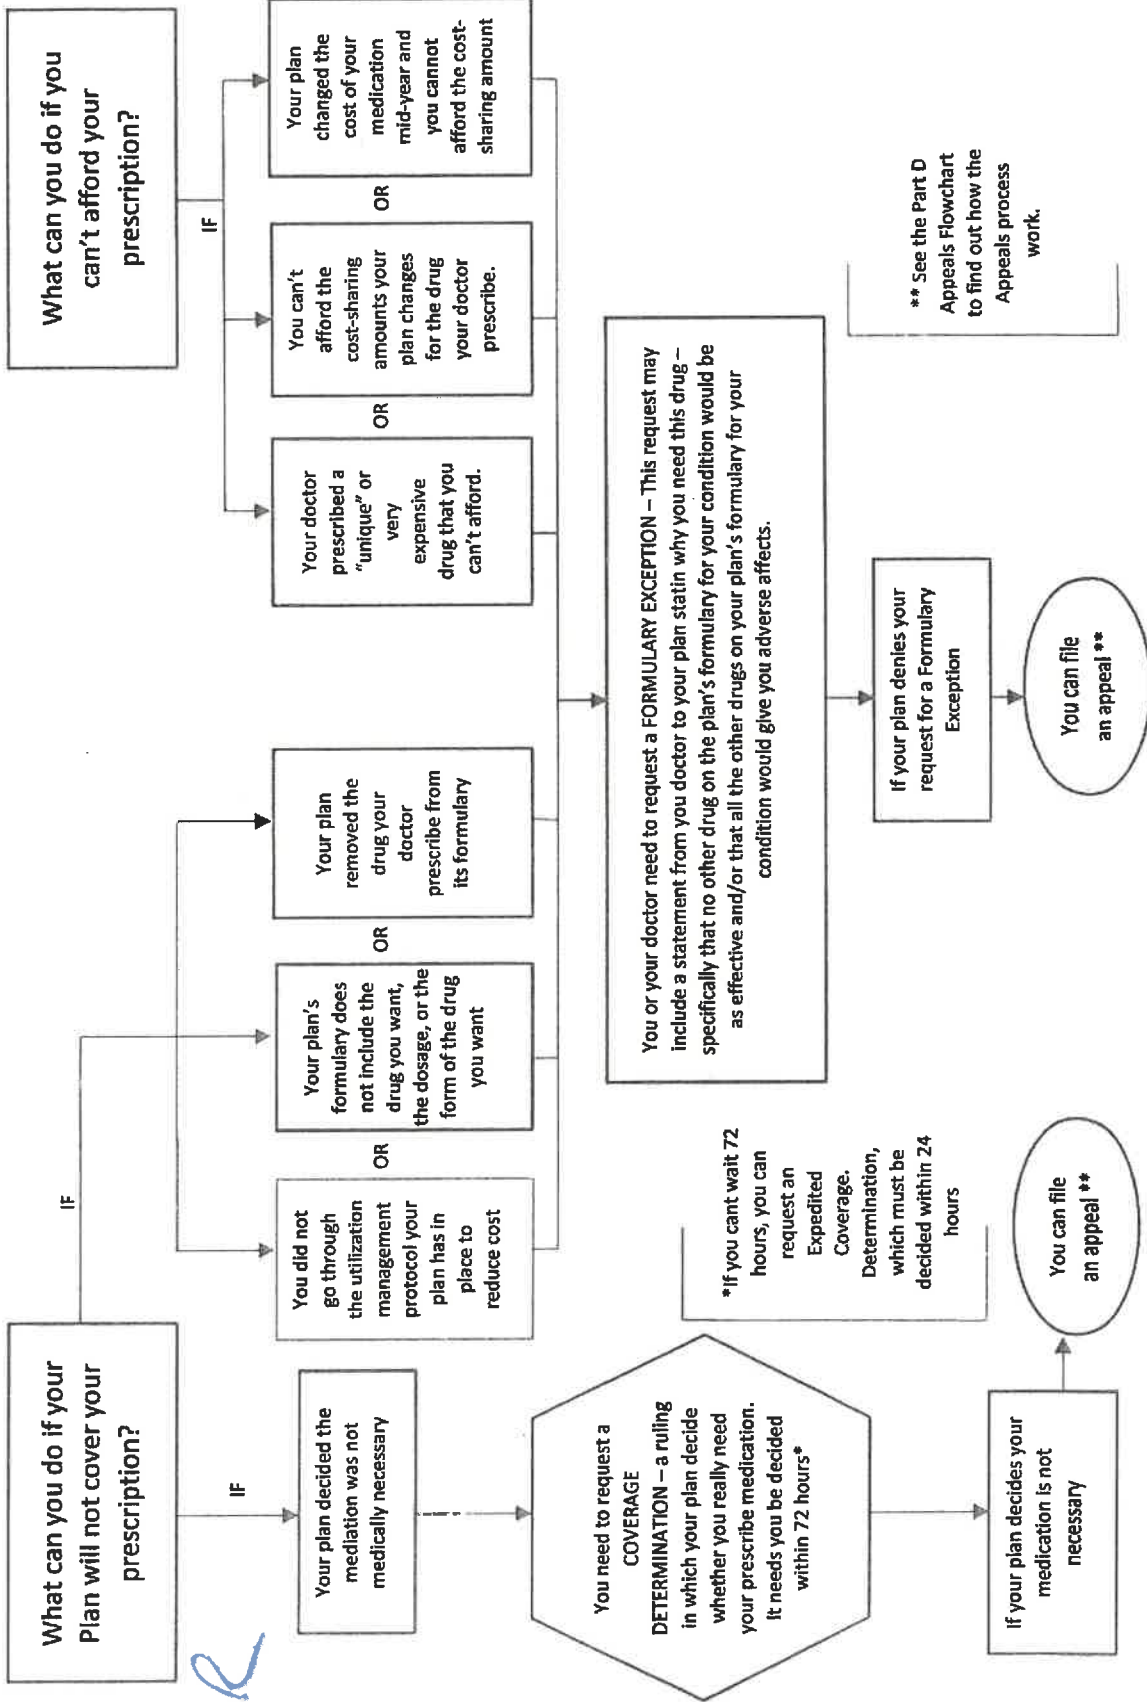 What can you do if your
Plan will not cover your
prescription?
IF
IF
Your plan decided the
mediation was not
medically necessary
You did not
go through
the utilization
management
protocol your
plan has in
place to
reduce cost
OR
Your plan's
formulary does
not include the
drug you want,
the dosage, or the
form of the drug
you want
OR
Your plan
removed the
drug your
doctor
prescribe from
its formulary
What can you do if you
can't afford your
prescription?
IF
Your doctor
prescribed a
"unique" or
very
expensive
drug that you
can't afford.
OR
You can't
afford the
cost-sharing
amounts your
plan changes
for the drug
your doctor
prescribe.
OR
Your plan
changed the
cost of your
medication
mid-year and
you cannot
afford the cost-
sharing amount
You need to request a
COVERAGE
DETERMINATION – a ruling
in which your plan decide
whether you really need
your prescribe medication.
It needs you be decided
within 72 hours*
*If you cant wait 72
hours, you can
request an
Expedited
Coverage.
Determination,
which must be
decided within 24
hours
If your plan decides your
medication is not
necessary
You can file
an appeal **
You or your doctor need to request a FORMULARY EXCEPTION – This request may
include a statement from you doctor to your plan statin why you need this drug –
specifically that no other drug on the plan's formulary for your condition would be
as effective and/or that all the other drugs on your plan's formulary for your
condition would give you adverse affects.
If your plan denies your
request for a Formulary
Exception
You can file
an appeal **
** See the Part D
Appeals Flowchart
to find out how the
Appeals process
work.